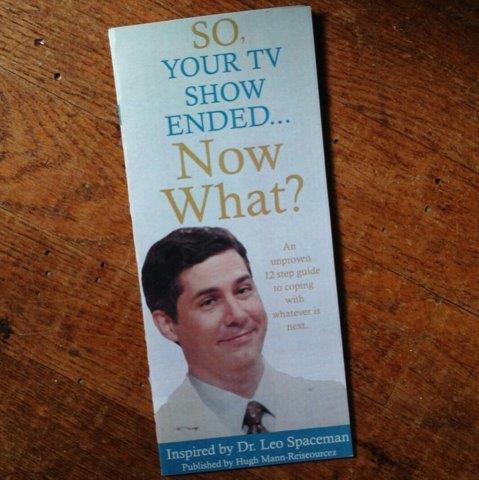 SO,
YOUR TV
SHOW
ENDED...
Now
What?
An
unproven
12 step guide
to coping
with
whatever is
next.
Inspired by Dr. Leo Spaceman
Published by Hugh Mann-Reisourcez